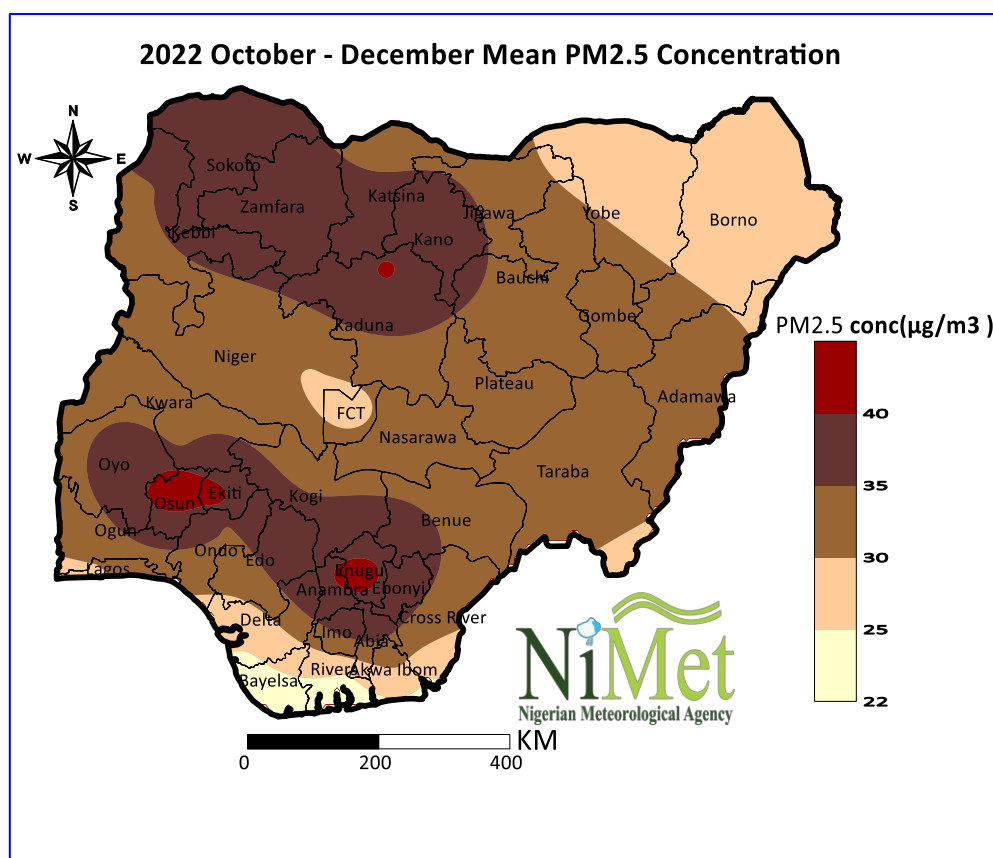 2022 October - December Mean PM2.5 Concentration
N
W E
S
Sokoto
Katsina
Zamfara
Jigawa
Yobe
Borno
Kebbi
Kano
Bauchi
Gombe
Kaduna
Niger
Plateau
Adamawa
Kwara
FCT
Nasarawa
Taraba
Oyo
Osun
Ekiti
Kogi
Benue
Ogun
Ondo
Edo
Lagos
Enugu
Anambra
Ebonyi
Delta
Imo
Abia
Cross River
Bayelsa
Rivers
Akwa Ibom
PM2.5 conc(µg/m3 )
40
35
30
25
22
NiMet
Nigerian Meteorological Agency
KM
0 200 400